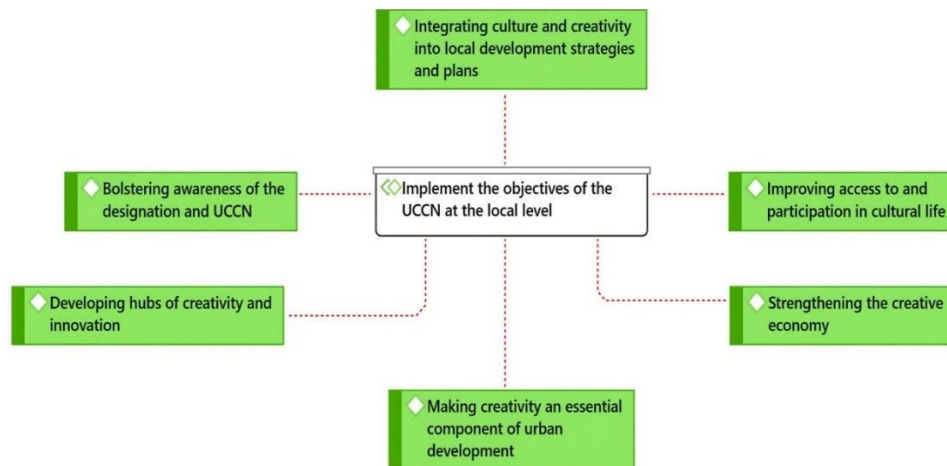 Integrating culture and creativity
into local development strategies
and plans
Bolstering awareness of the
designation and UCCN
Implement the objectives of the
UCCN at the local level
Improving access to and
participation in cultural life
Developing hubs of creativity and
innovation
Strengthening the creative
economy
Making creativity an essential
component of urban
development